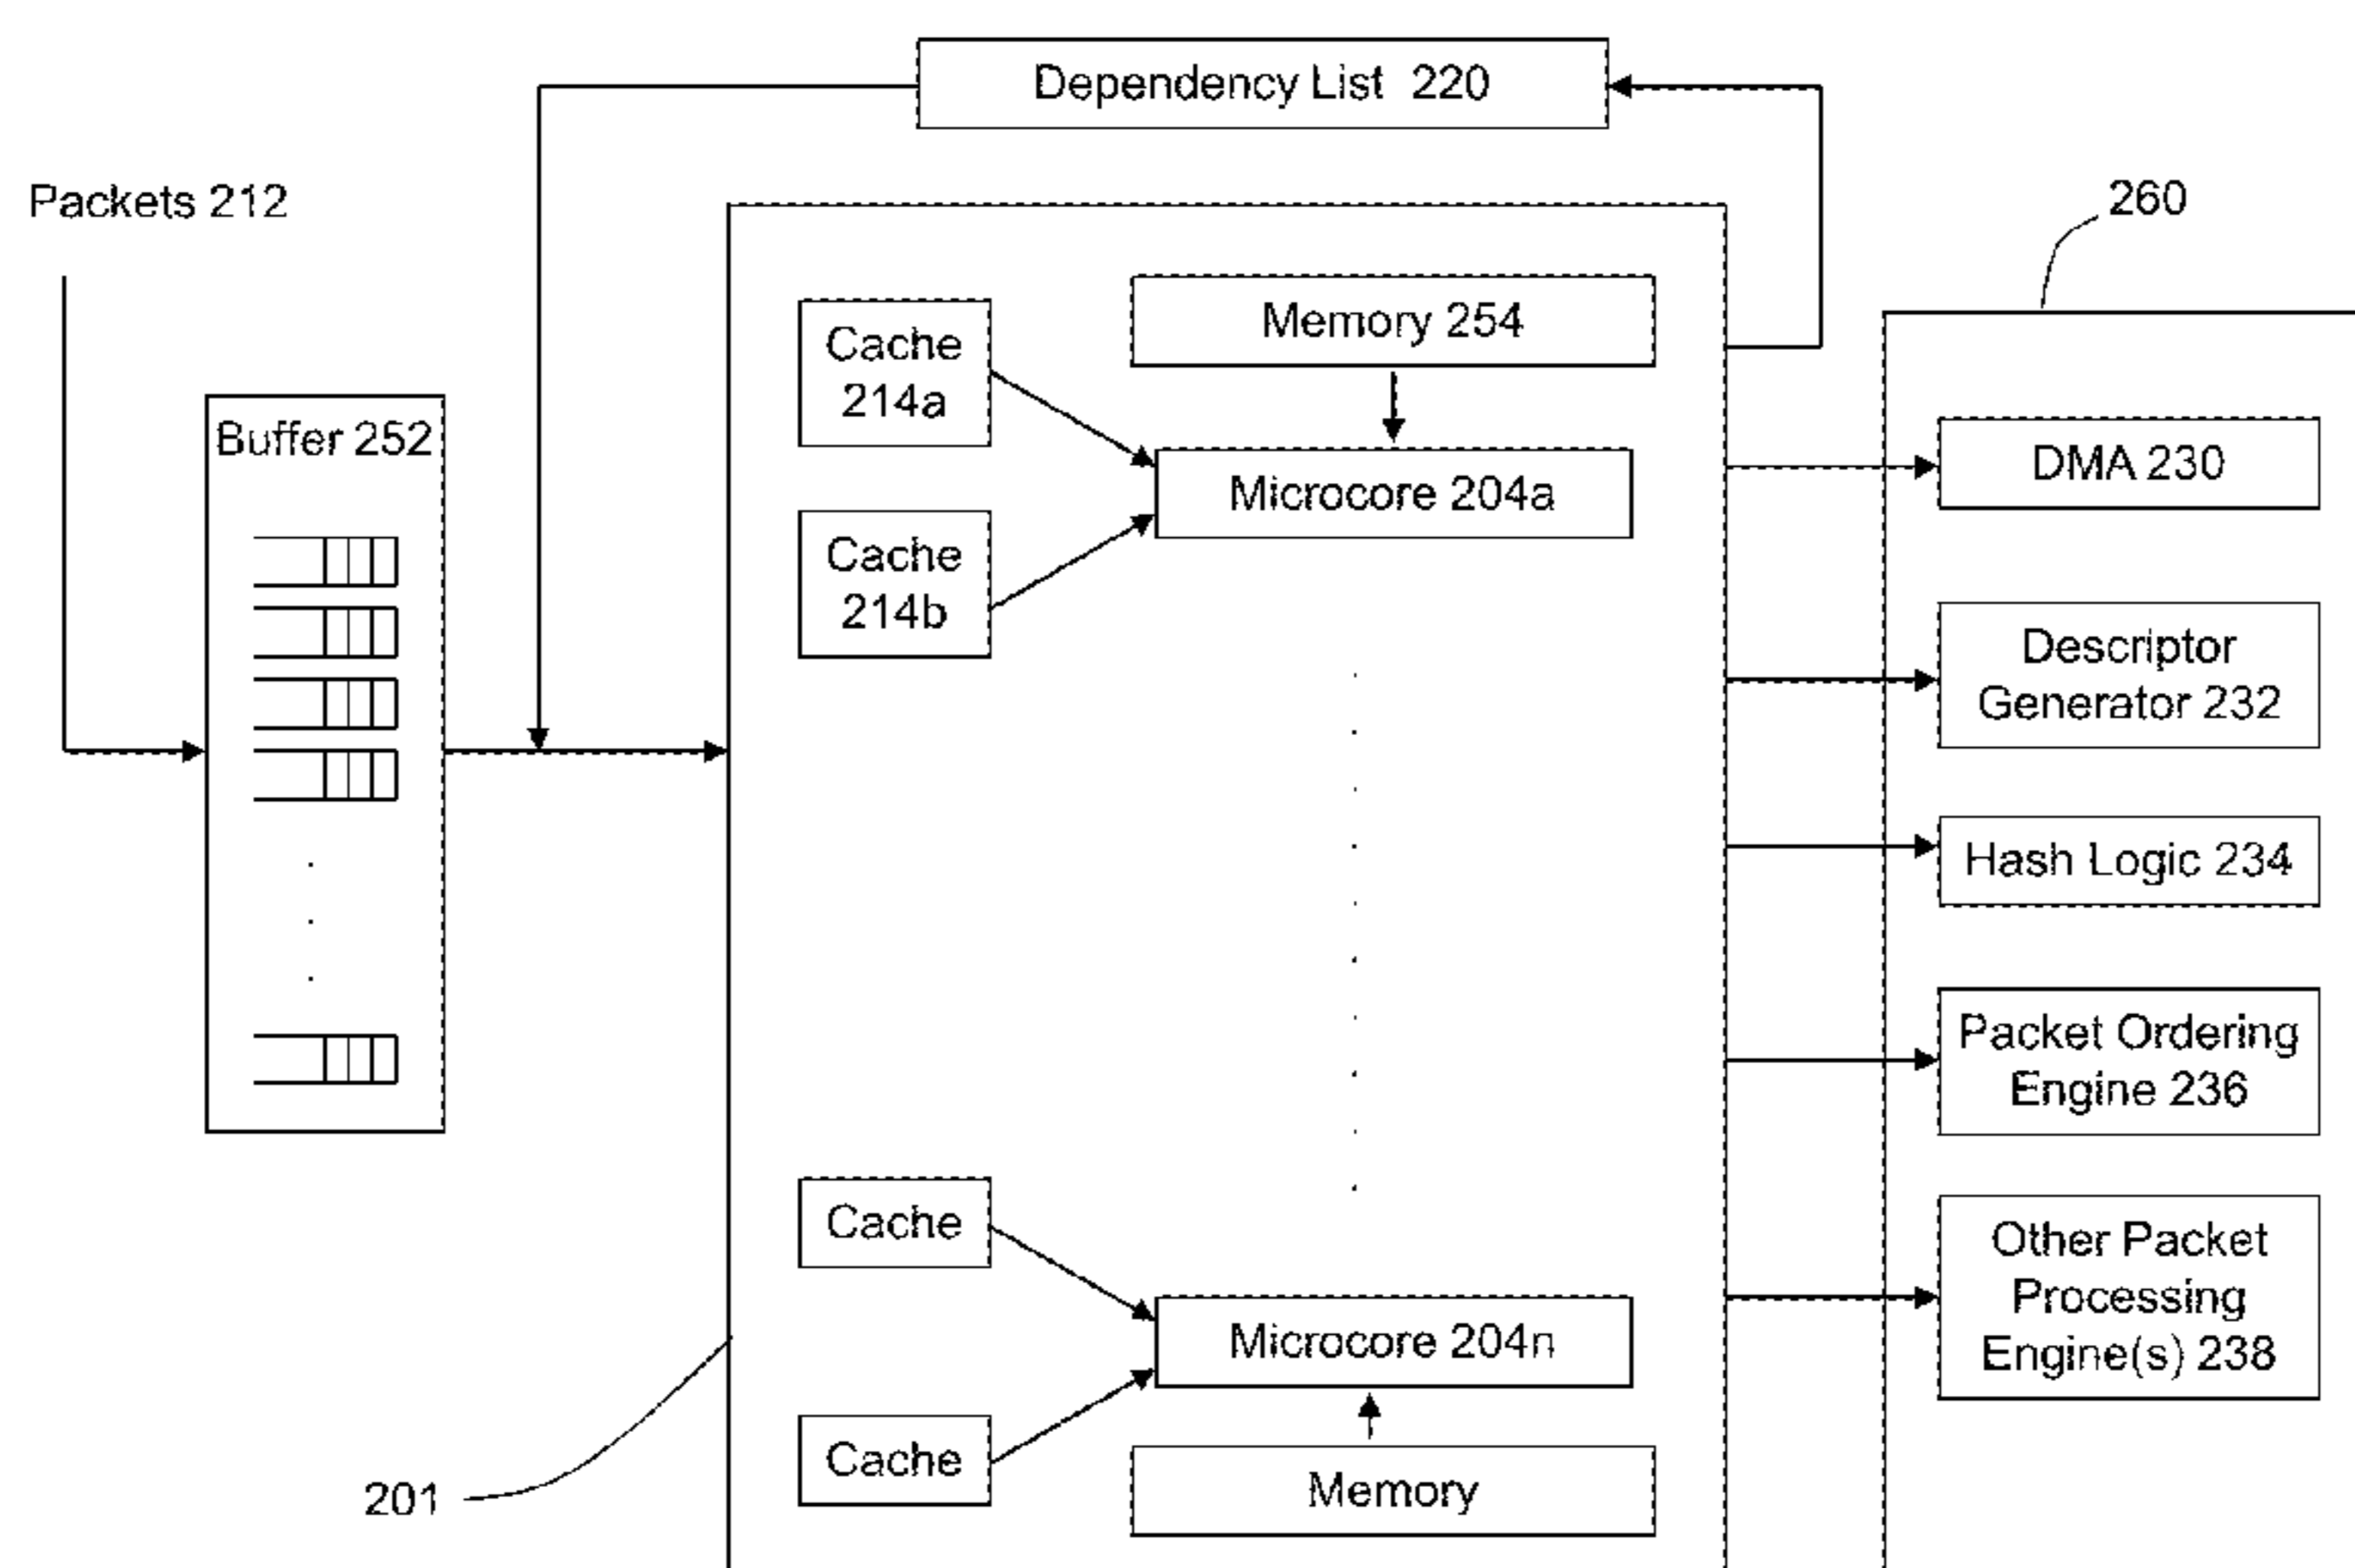 Dependency List 220
Packets 212
260
Cache
214a
Memory 254
Buffer 252
Microcore 204a
DMA 230
Cache
214b
Descriptor
Generator 232
Hash Logic 234
Packet Ordering
Engine 236
Cache
Other Packet
Processing
Engine(s) 238
Microcore 204n
Cache
Memory
201